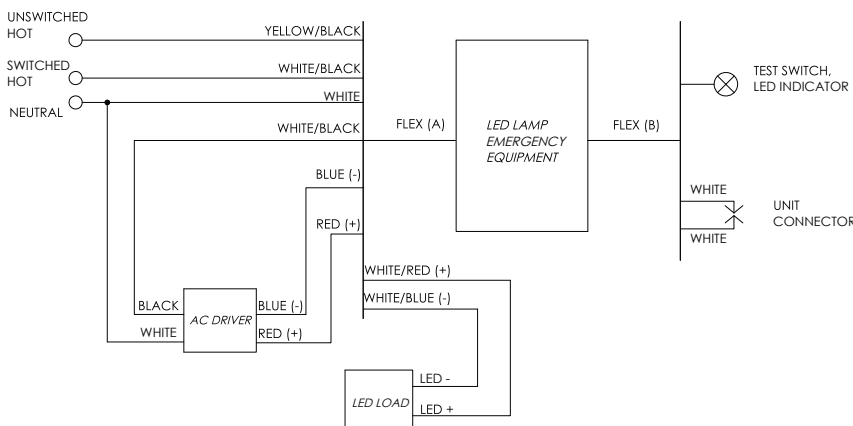 UNSWITCHED
HOT
YELLOW/BLACK
SWITCHED
HOT
WHITE/BLACK
NEUTRAL
WHITE
WHITE/BLACK
FLEX (A)
LED LAMP
EMERGENCY
EQUIPMENT
FLEX (B)
TEST SWITCH,
LED INDICATOR
BLUE (-)
RED (+)
WHITE
UNIT
CONNECTOR
WHITE
WHITE/RED (+)
WHITE/BLUE (-)
BLACK
WHITE
AC DRIVER
BLUE (-)
RED (+)
LED -
LED LOAD
LED +